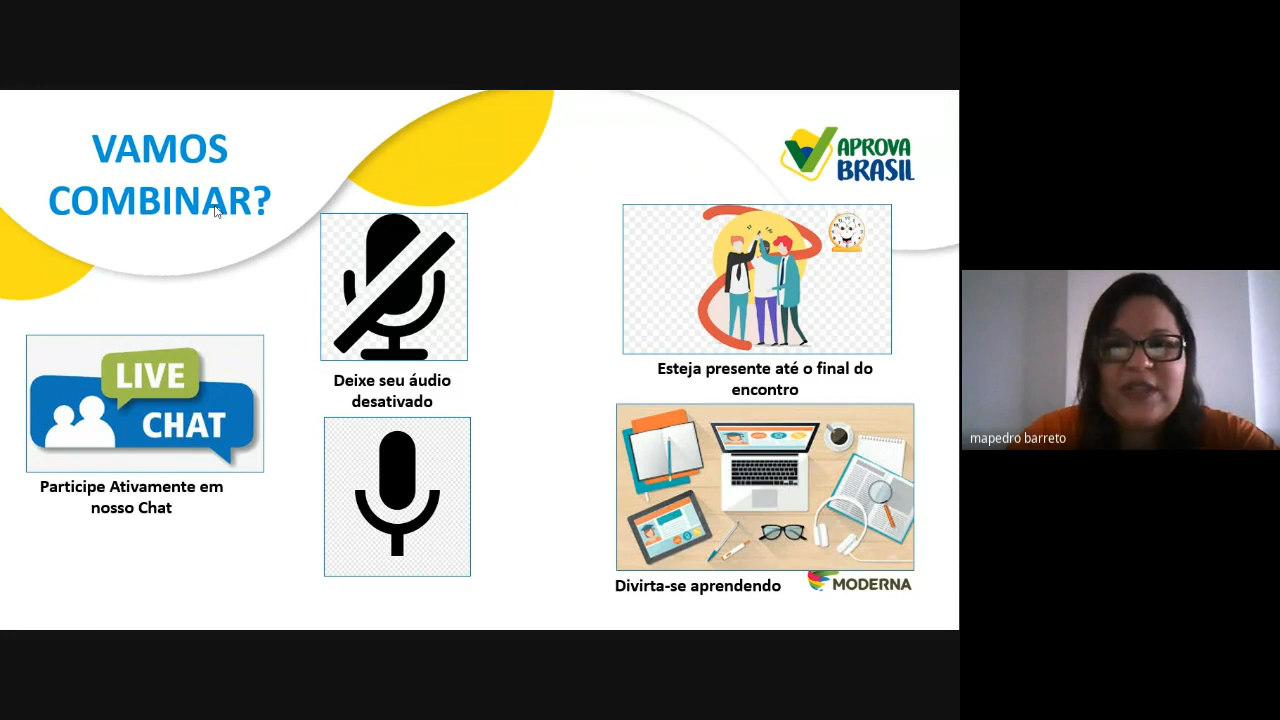 VAMOS
COMBINAR?
APROVA
BRASIL
LIVE
CHAT
Participe Ativamente em
nosso Chat
Deixe seu áudio
desativado
Esteja presente até o final do
encontro
Divirta-se aprendendo
MODERNA
mapedro barreto